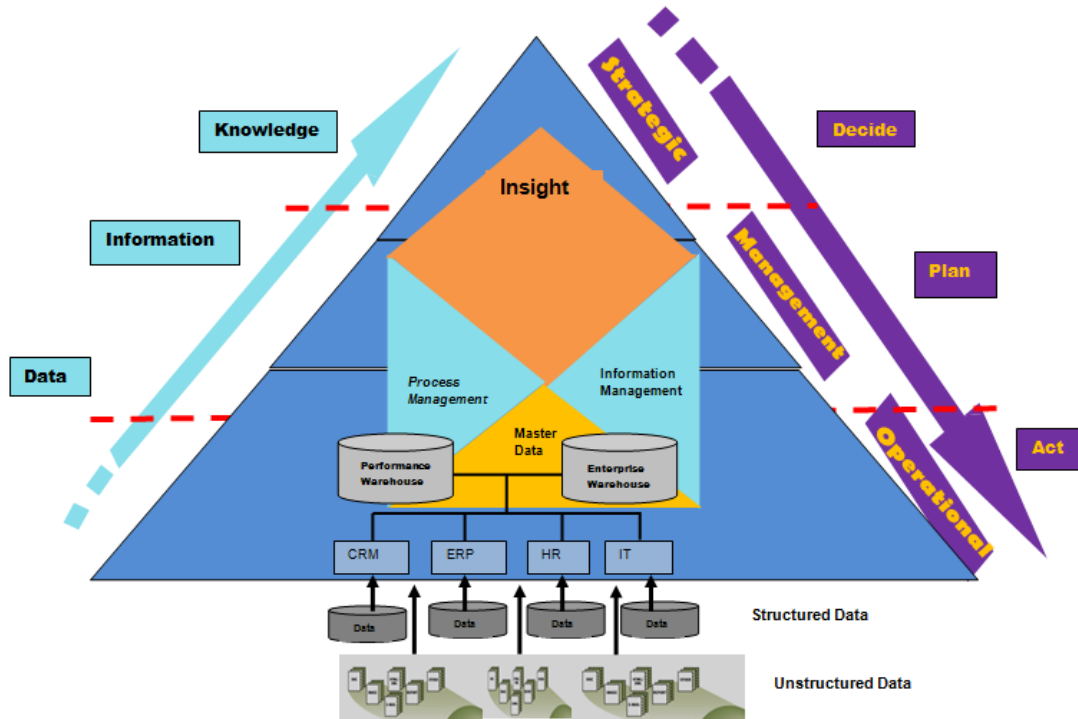 Knowledge
Information
Data
Strategic
Management
Operational
Decide
Plan
Act
Insight
Process
Management
Information
Management
Master
Data
Performance
Warehouse
Enterprise
Warehouse
CRM
ERP
HR
IT
Data
Data
Data
Data
Structured Data
Unstructured Data